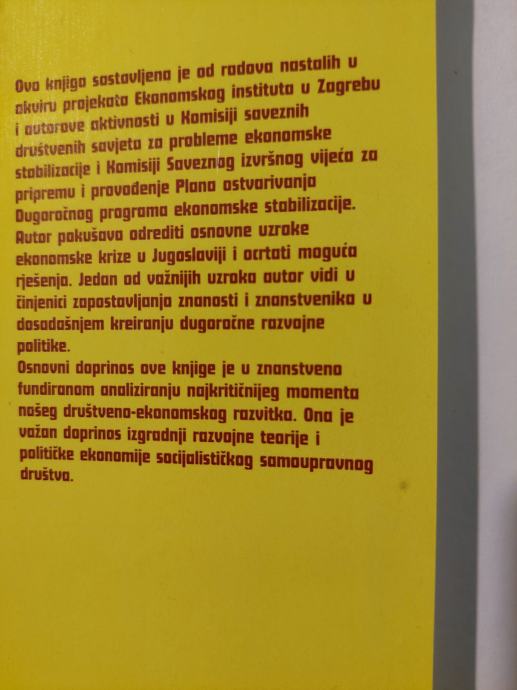 Ova knjiga sastavljena je od radova nastalih u
okviru projekata Ekonomskog instituta u Zagrebu
i autorove aktivnosti u Komisiji saveznih
društvenih savjeta za probleme ekonomske
stabilizacije i Komisiji Saveznog izvršnog vijeća za
pripremu i provođenje Plana ostvarivanja
Dugoročnog programa ekonomske stabilizacije.
Autor pokušava odrediti osnovne uzroke
ekonomske krize u Jugoslaviji i ocrtati moguća
rješenja. Jedan od važnijih uzroka autor vidi u
činjenici zapostavljanja znanosti i znanstvenika u
dosadašnjem kreiranju dugoročne razvojne
politike.
Osnovni doprinos ove knjige je u znanstveno
fundiranom analiziranju najkritičnijeg momenta
našeg društveno-ekonomskog razvitka. Ona je
važan doprinos izgradnji razvojne teorije i
političke ekonomije socijalističkog samoupravnog
društva.